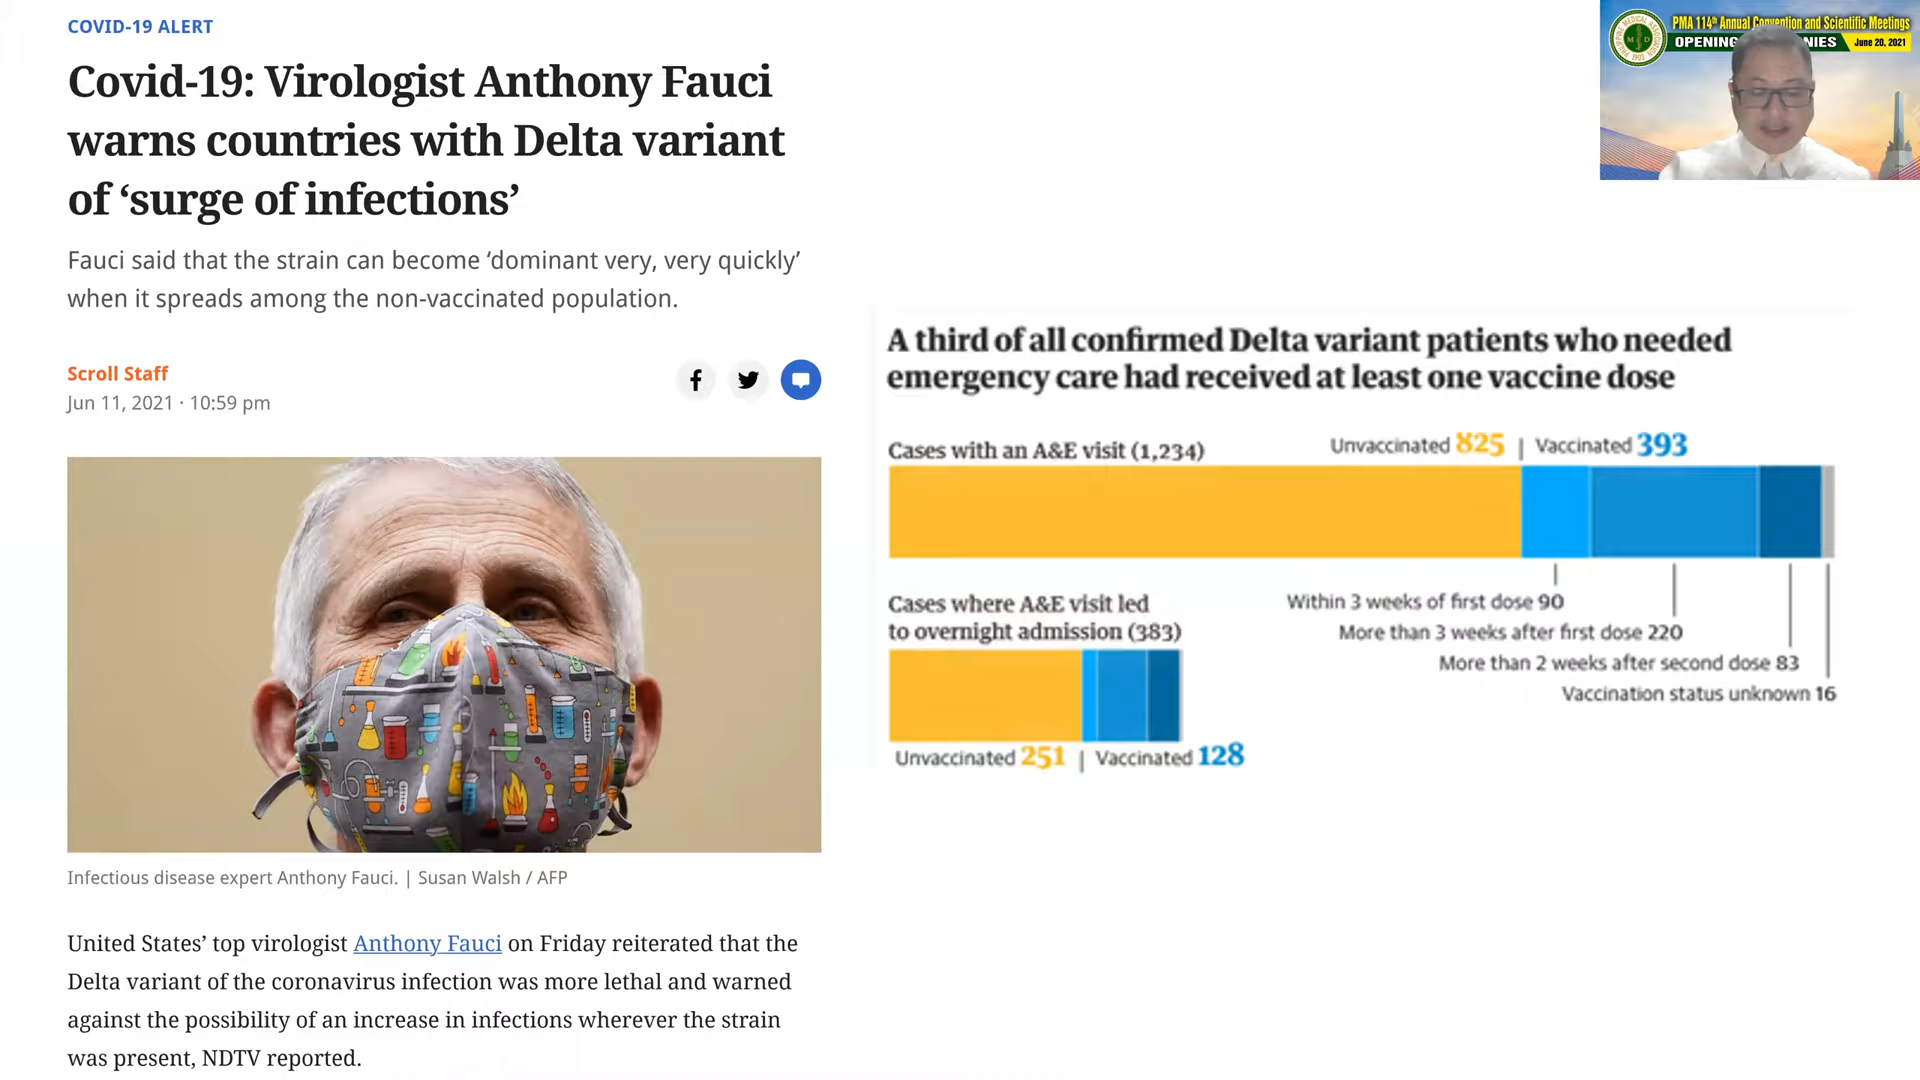 COVID-19 ALERT
Covid-19: Virologist Anthony Fauci
warns countries with Delta variant
of ‘surge of infections’
Fauci said that the strain can become ‘dominant very, very quickly’
when it spreads among the non-vaccinated population.
Scroll Staff
Jun 11, 2021 · 10:59 pm
Infectious disease expert Anthony Fauci. | Susan Walsh / AFP
United States’ top virologist Anthony Fauci on Friday reiterated that the
Delta variant of the coronavirus infection was more lethal and warned
against the possibility of an increase in infections wherever the strain
was present, NDTV reported.
PMA 114th Annual Convention and Scientific Meetings
OPENING NIES June 20, 2021
A third of all confirmed Delta variant patients who needed
emergency care had received at least one vaccine dose
Cases with an A&E visit (1,234)
Unvaccinated 825 | Vaccinated 393
Within 3 weeks of first dose 90
More than 3 weeks after first dose 220
More than 2 weeks after second dose 83
Vaccination status unknown 16
Cases where A&E visit led
to overnight admission (383)
Unvaccinated 251 | Vaccinated 128